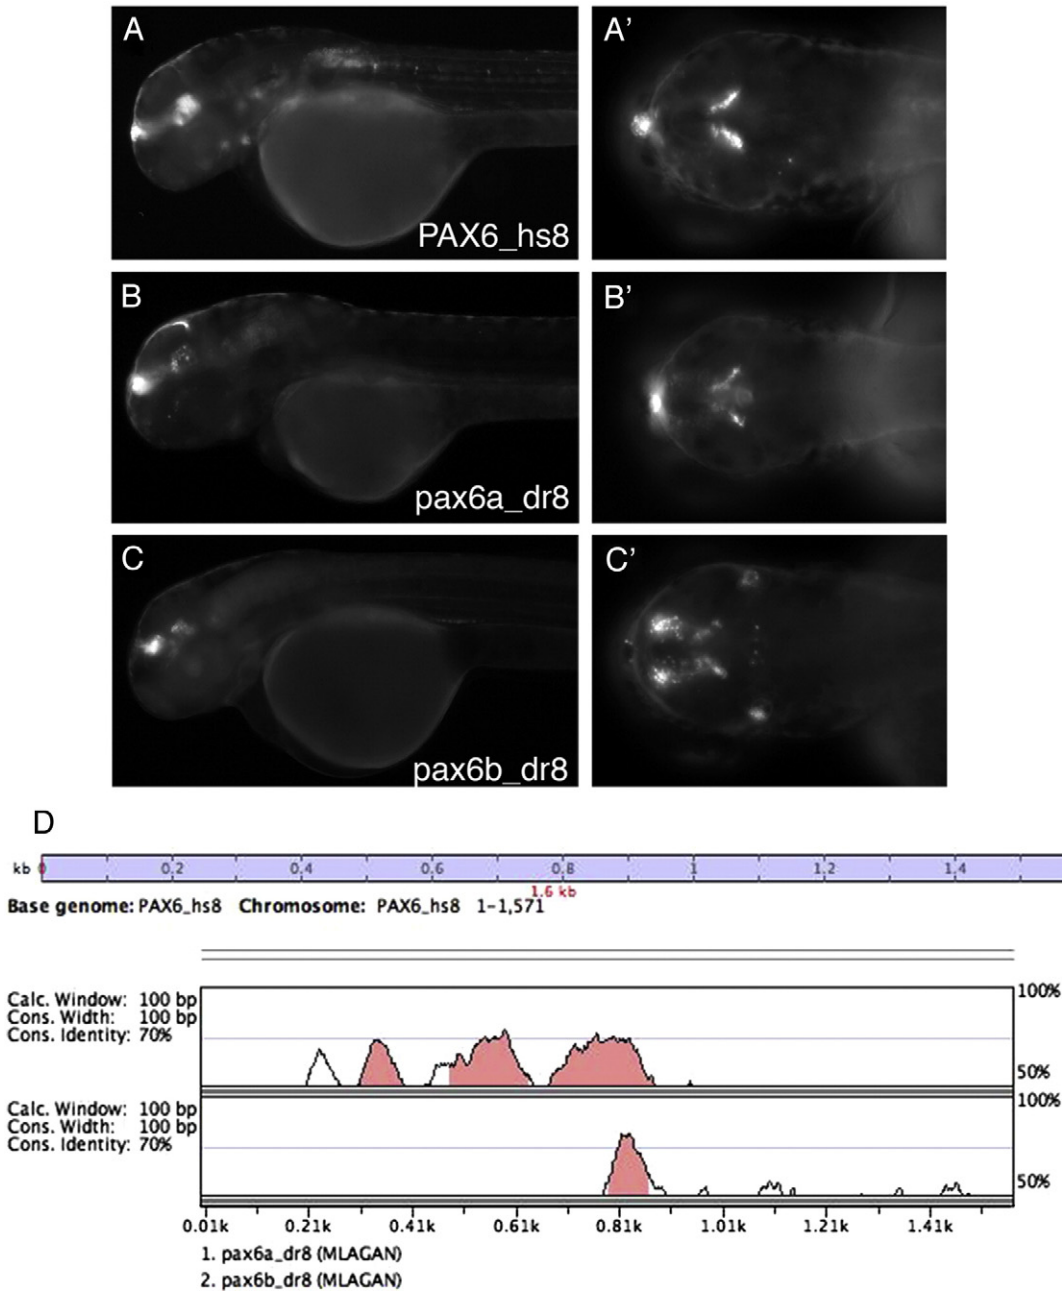 A
A'
PAX6_hs8
B
B'
pax6a_dr8
C
C'
pax6b_dr8
D
kb 0 0.2 0.4 0.6 0.8 1 1.2 1.4
1.6 kb
Base genome: PAX6_hs8 Chromosome: PAX6_hs8 1-1,571
100%
Calc. Window: 100 bp
Cons. Width: 100 bp
Cons. Identity: 70%
50%
100%
Calc. Window: 100 bp
Cons. Width: 100 bp
Cons. Identity: 70%
50%
0.01k 0.21k 0.41k 0.61k 0.81k 1.01k 1.21k 1.41k
1. pax6a_dr8 (MLAGAN)
2. pax6b_dr8 (MLAGAN)